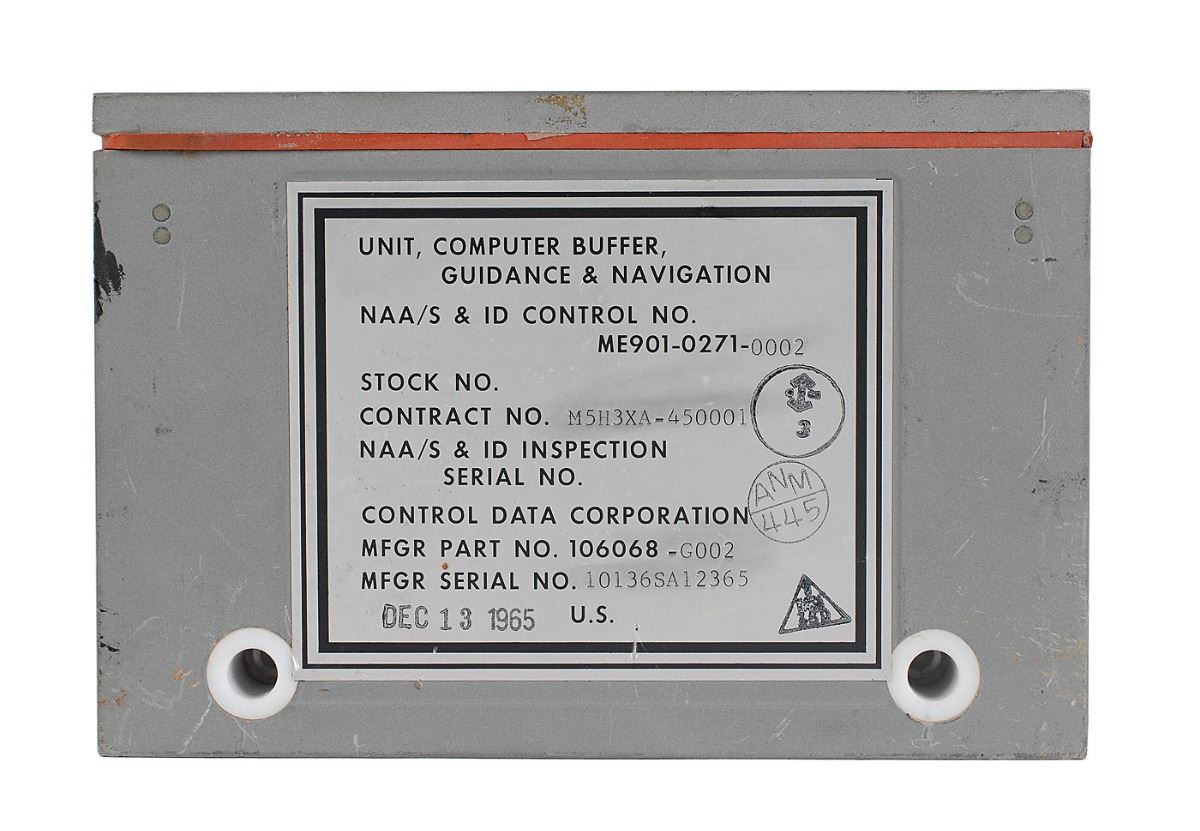 UNIT, COMPUTER BUFFER,
GUIDANCE & NAVIGATION
NAA/S & ID CONTROL NO.
ME901-0271-0002
STOCK NO.
CONTRACT NO. M5H3XA-450001
3
NAA/S & ID INSPECTION
SERIAL NO.
ANM
445
CONTROL DATA CORPORATION
MFGR PART NO. 106068-G002
MFGR SERIAL NO. 10136SA12365
DEC 13 1965 U.S.